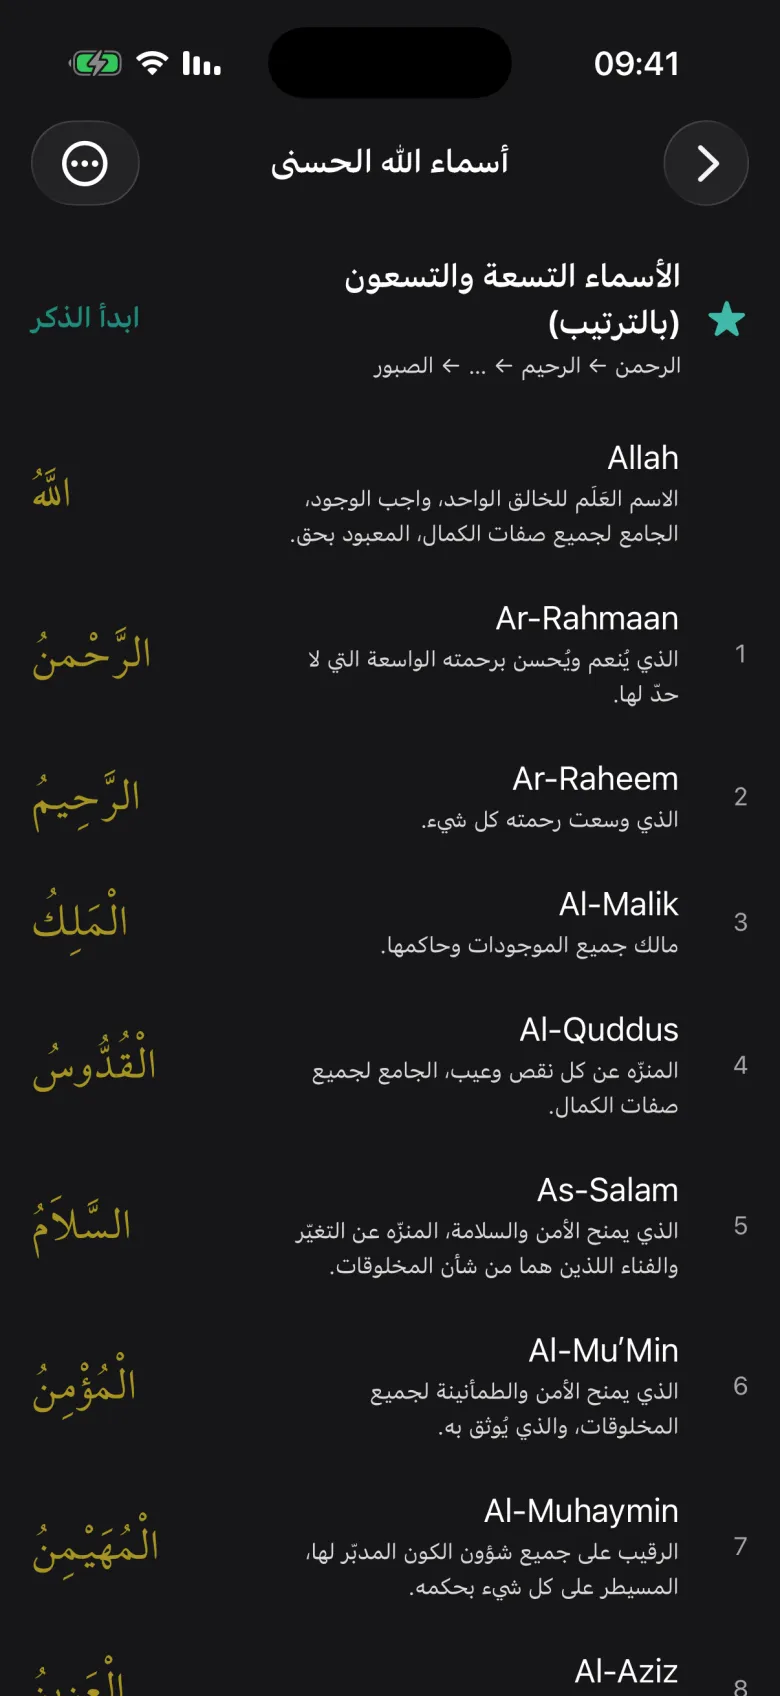 09:41
أسماء الله الحسنى
الأسماء التسعة والتسعون
(بالترتيب)
الرحمن ← الرحيم ← ... ← الصبور
ابدأ الذكر
Allah
الاسم العَلَم للخالق الواحد، واجب الوجود،
الجامع لجميع صفات الكمال، المعبود بحق.
اللَّهُ
1
Ar-Rahmaan
الذي يُنعم ويُحسن برحمته الواسعة التي لا
حدّ لها.
الرَّحْمنُ
2
Ar-Raheem
الذي وسعت رحمته كل شيء.
الرَّحِيمُ
3
Al-Malik
مالك جميع الموجودات وحاكمها.
الْمَلِكُ
4
Al-Quddus
المنزّه عن كل نقص وعيب، الجامع لجميع
صفات الكمال.
الْقُدُّوسُ
5
As-Salam
الذي يمنح الأمن والسلامة، المنزّه عن التغيّر
والفناء اللذين هما من شأن المخلوقات.
السَّلاَمُ
6
Al-Mu’Min
الذي يمنح الأمن والطمأنينة لجميع
المخلوقات، والذي يُوثق به.
الْمُؤْمِنُ
7
Al-Muhaymin
الرقيب على جميع شؤون الكون المدبّر لها،
المسيطر على كل شيء بحكمه.
الْمُهَيْمِنُ
8
Al-Aziz